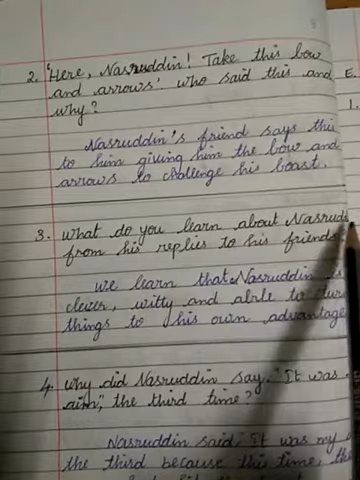 2. 'Here, Nasruddin! Take this bow
and arrows'. who said this and
why?
Nasruddin's friend says this
to him giving him the bow and
arrows to challenge his boast.
3. what do you learn about
from his replies to his
we learn that Nasruddin
clever, witty and able to
things to his own advantage
4. Why did Nasruddin say, "It was
aim", the third time?
Nasruddin said, It was my
the third because this time, the
E.
1.